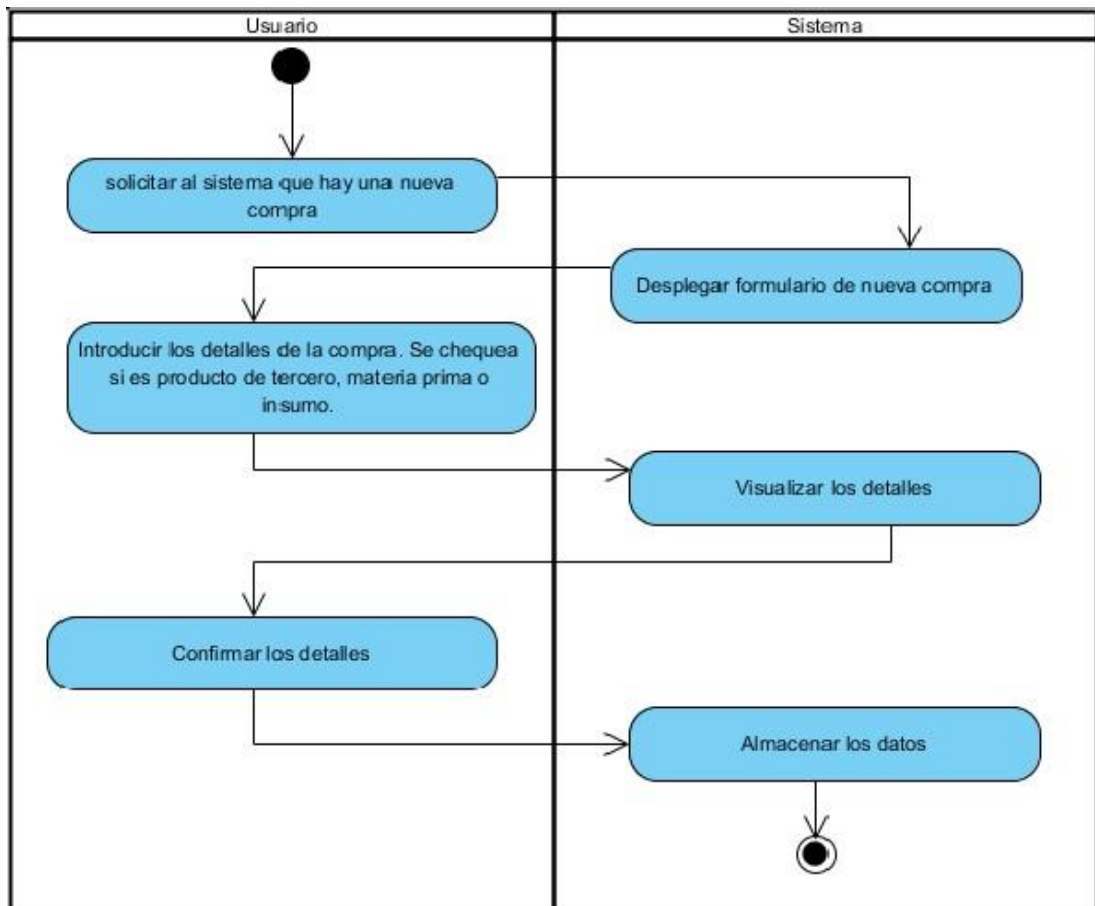 Usuario
Sistema
solicitar al sistema que hay una nueva
compra
Desplegar formulario de nueva compra
Introducir los detalles de la compra. Se chequea
si es producto de tercero, materia prima o
insumo.
Visualizar los detalles
Confirmar los detalles
Almacenar los datos